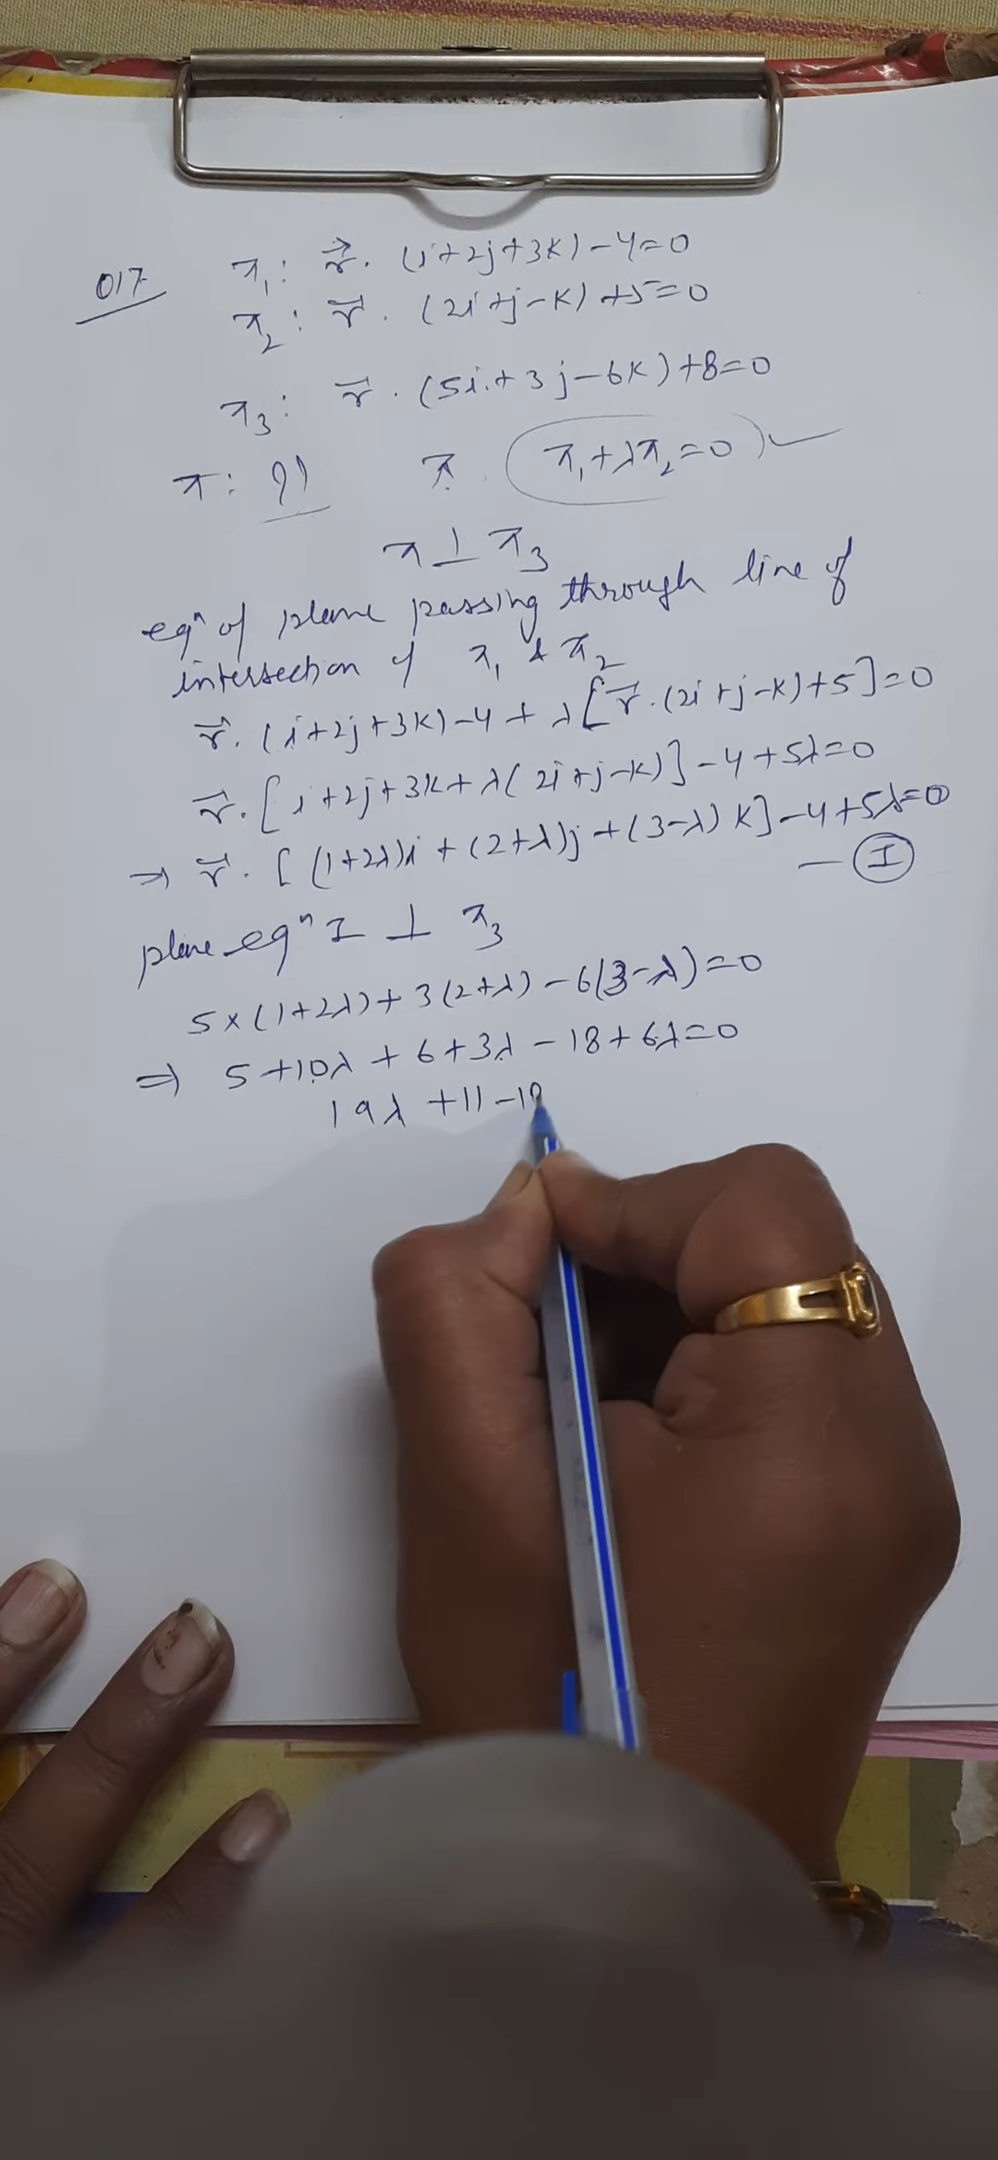 Q17. π₁: r⃗. (i+2j+3k)-4=0
π₂: r⃗. (2i+j-k)+5=0
π₃: r⃗. (5i+3j-6k)+8=0
π: ?? π. (π₁+λπ₂=0)
π⊥π₃
eqⁿ of plane passing through line of
intersection of π₁ & π₂
r⃗. (i+2j+3k)-4+λ[r⃗.(2i+j-k)+5]=0
r⃗. [i+2j+3k+λ(2i+j-k)]-4+5λ=0
⇒ r⃗. [(1+2λ)i+(2+λ)j+(3-λ)k]-4+5λ=0
— I
plane eqⁿ I ⊥ π₃
5×(1+2λ)+3(2+λ)-6(3-λ)=0
⇒ 5+10λ+6+3λ-18+6λ=0
19λ+11-18